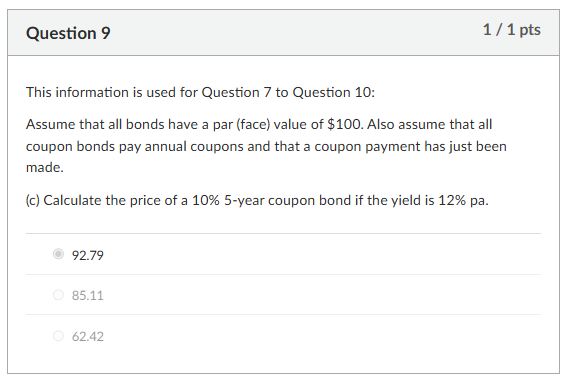 Question 9
1 / 1 pts
This information is used for Question 7 to Question 10:
Assume that all bonds have a par (face) value of $100. Also assume that all
coupon bonds pay annual coupons and that a coupon payment has just been
made.
(c) Calculate the price of a 10% 5-year coupon bond if the yield is 12% pa.
92.79
85.11
62.42